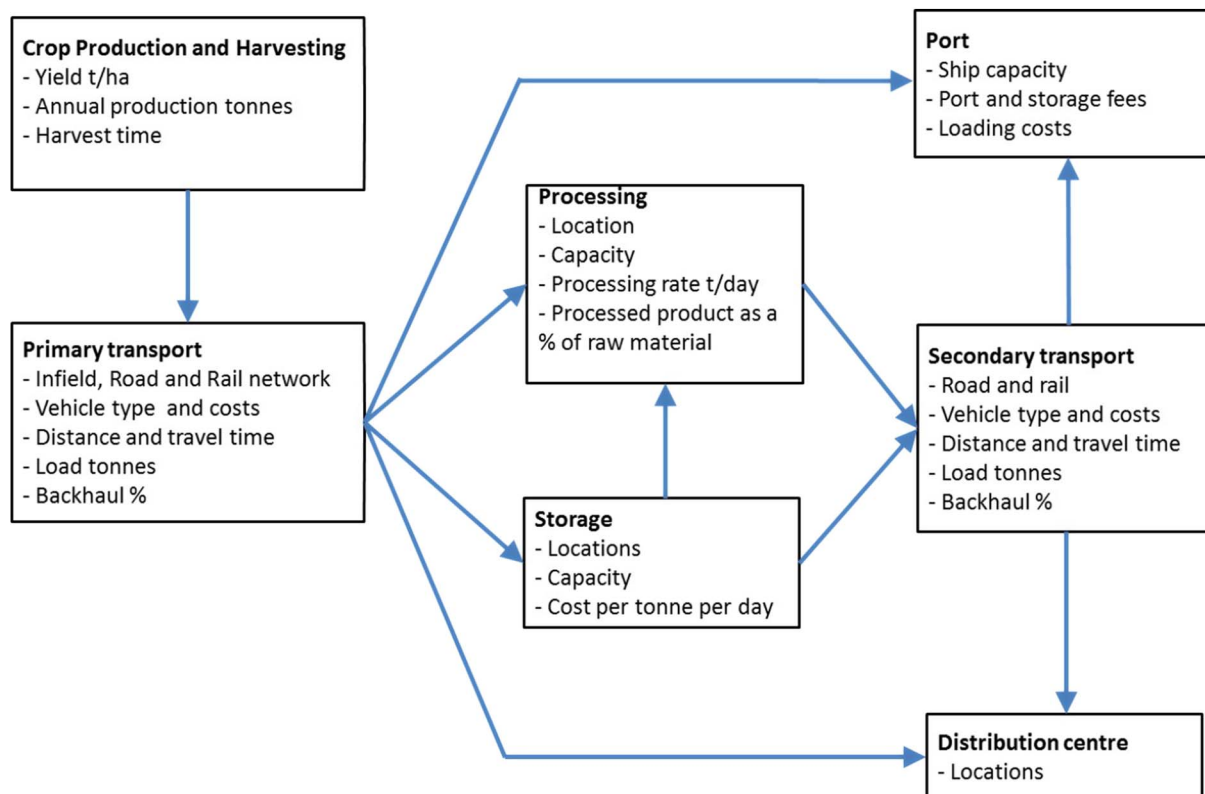 Crop Production and Harvesting
- Yield t/ha
- Annual production tonnes
- Harvest time
Port
- Ship capacity
- Port and storage fees
- Loading costs
Processing
- Location
- Capacity
- Processing rate t/day
- Processed product as a
% of raw material
Primary transport
- Infield, Road and Rail network
- Vehicle type and costs
- Distance and travel time
- Load tonnes
- Backhaul %
Secondary transport
- Road and rail
- Vehicle type and costs
- Distance and travel time
- Load tonnes
- Backhaul %
Storage
- Locations
- Capacity
- Cost per tonne per day
Distribution centre
- Locations